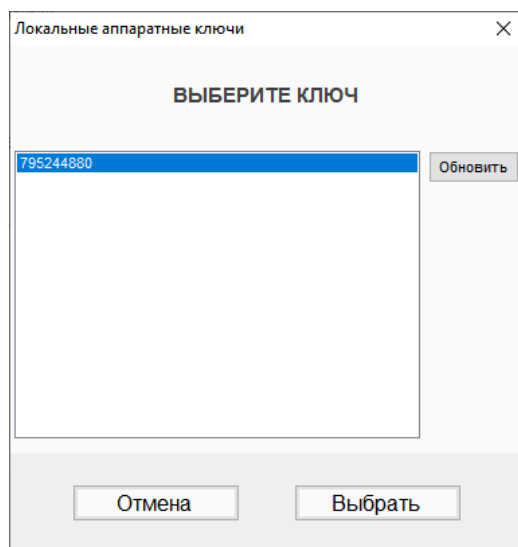 Локальные аппаратные ключи
ВЫБЕРИТЕ КЛЮЧ
795244880
Обновить
Отмена
Выбрать